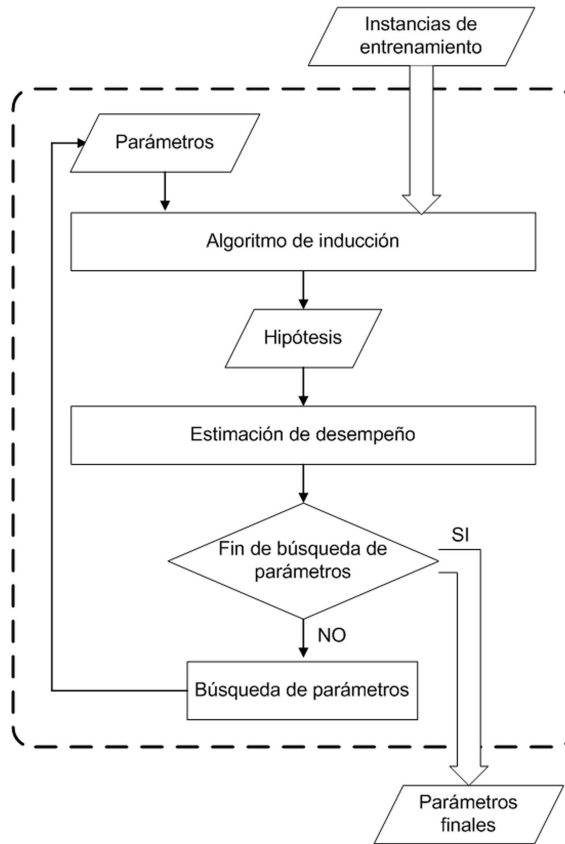 Instancias de
entrenamiento
Parámetros
Algoritmo de inducción
Hipótesis
Estimación de desempeño
Fin de búsqueda de
parámetros
SI
NO
Búsqueda de parámetros
Parámetros
finales